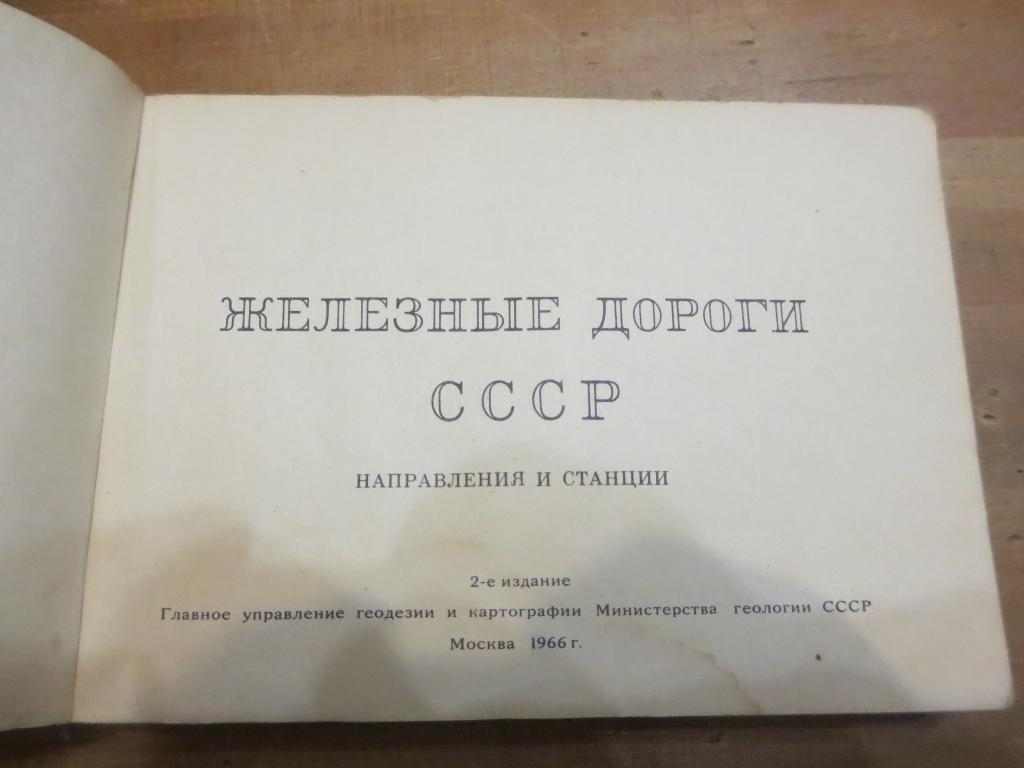 ЖЕЛЕЗНЫЕ ДОРОГИ
СССР
НАПРАВЛЕНИЯ И СТАНЦИИ
2-е издание
Главное управление геодезии и картографии Министерства геологии СССР
Москва 1966 г.